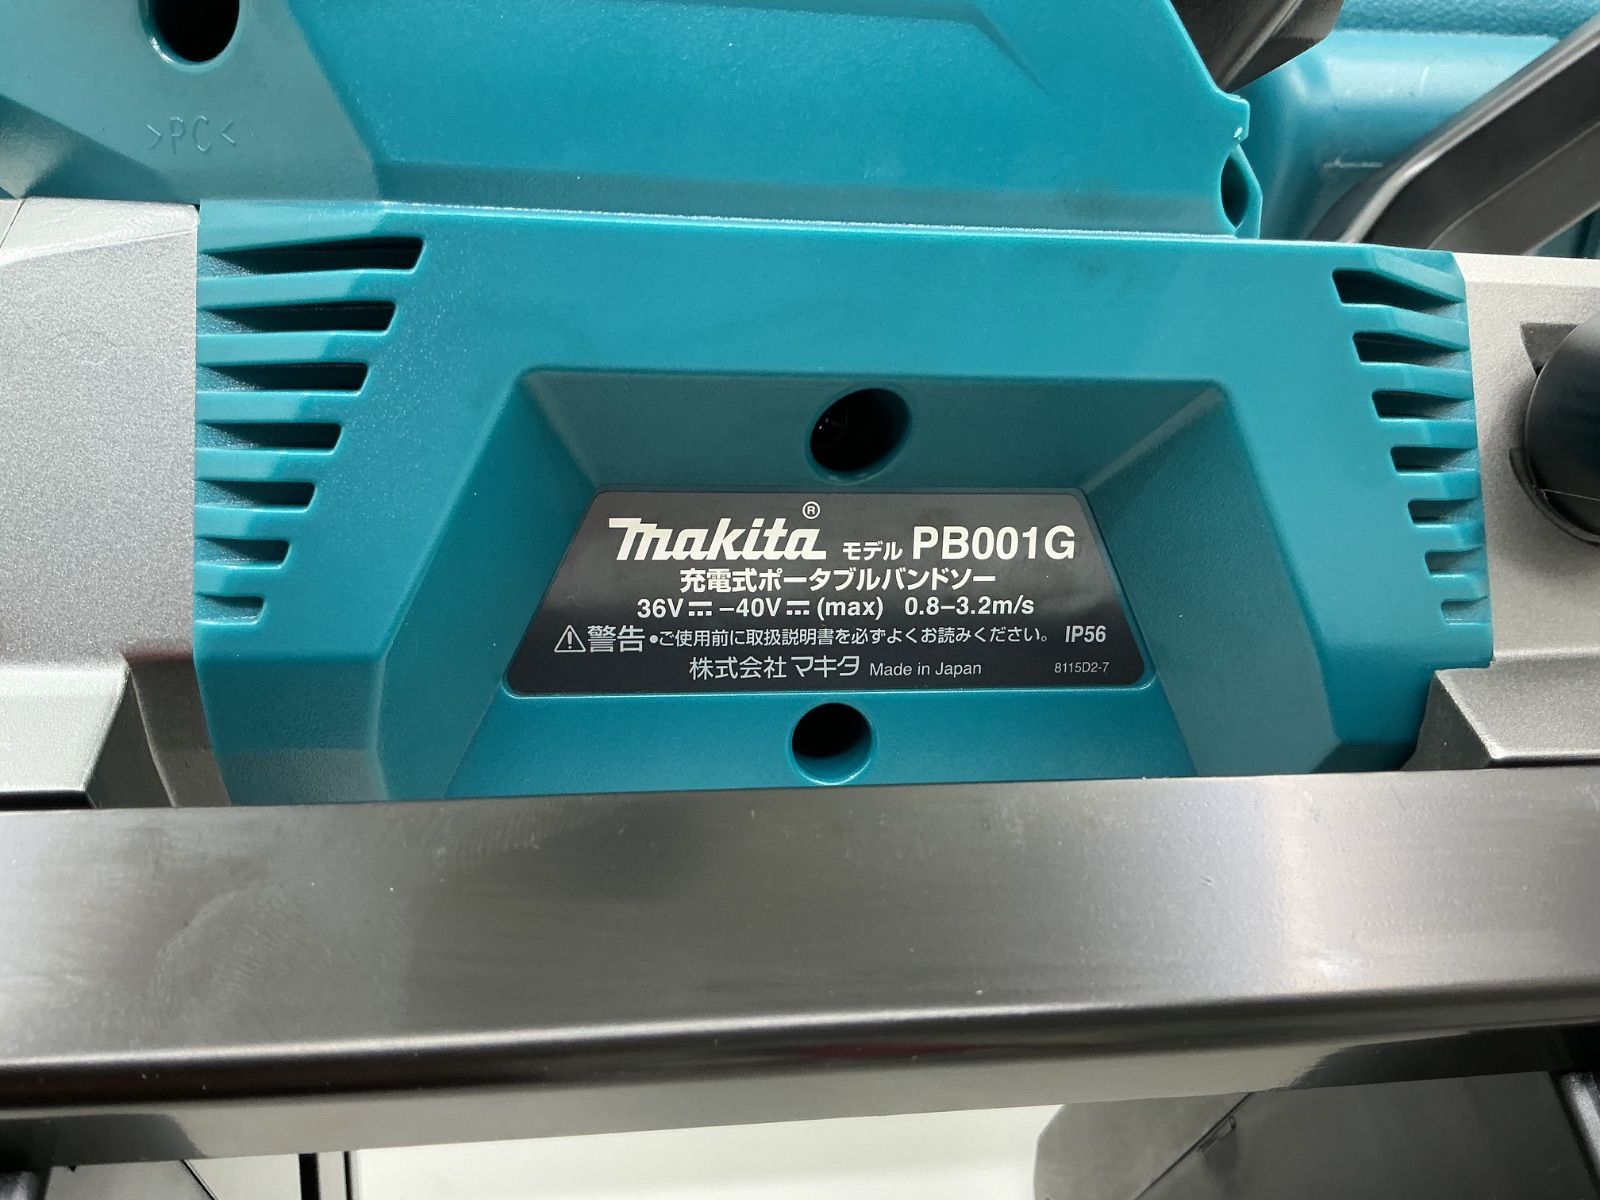 >PC<
makita® モデル PB001G
充電式ポータブルバンドソー
36V⎓-40V⎓(max) 0.8-3.2m/s
⚠警告•ご使用前に取扱説明書を必ずよくお読みください。 IP56
株式会社マキタ Made in Japan 8115D2-7